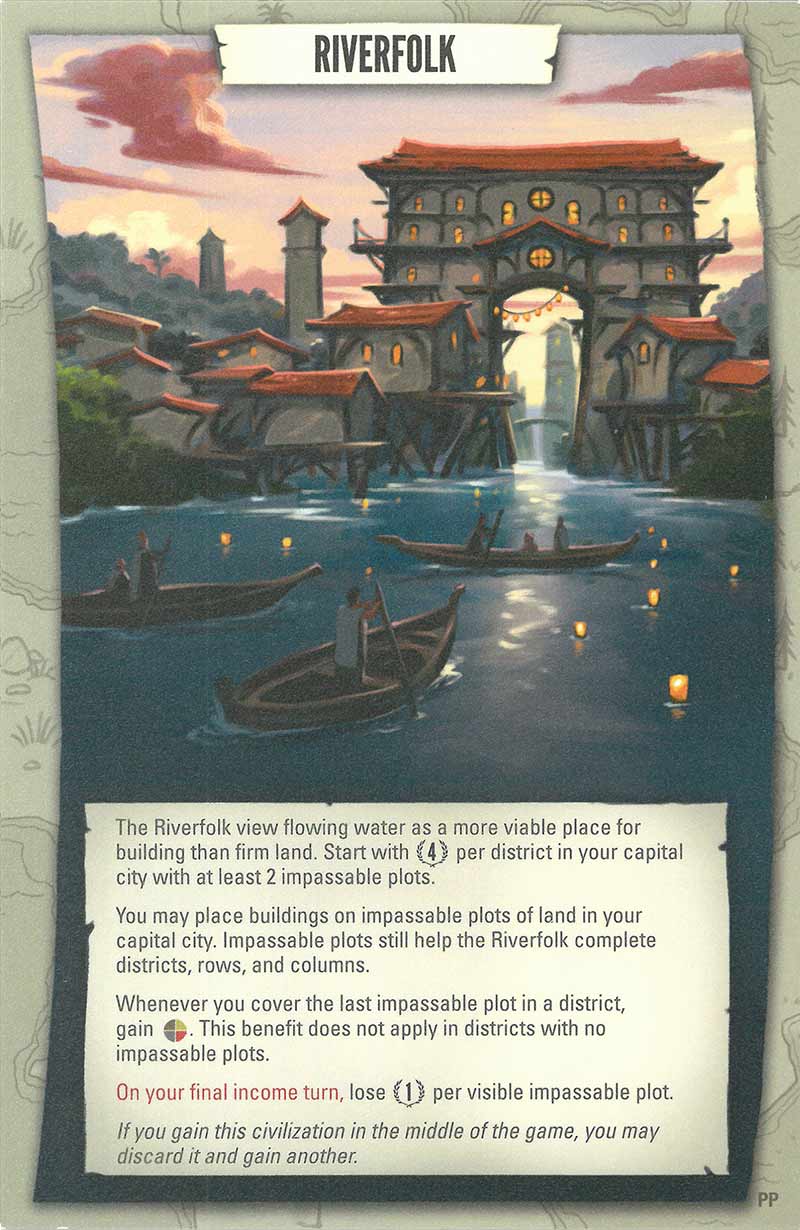 RIVERFOLK
The Riverfolk view flowing water as a more viable place for
building than firm land. Start with 4 per district in your capital
city with at least 2 impassable plots.
You may place buildings on impassable plots of land in your
capital city. Impassable plots still help the Riverfolk complete
districts, rows, and columns.
Whenever you cover the last impassable plot in a district,
gain . This benefit does not apply in districts with no
impassable plots.
On your final income turn, lose 1 per visible impassable plot.
If you gain this civilization in the middle of the game, you may
discard it and gain another.
PP